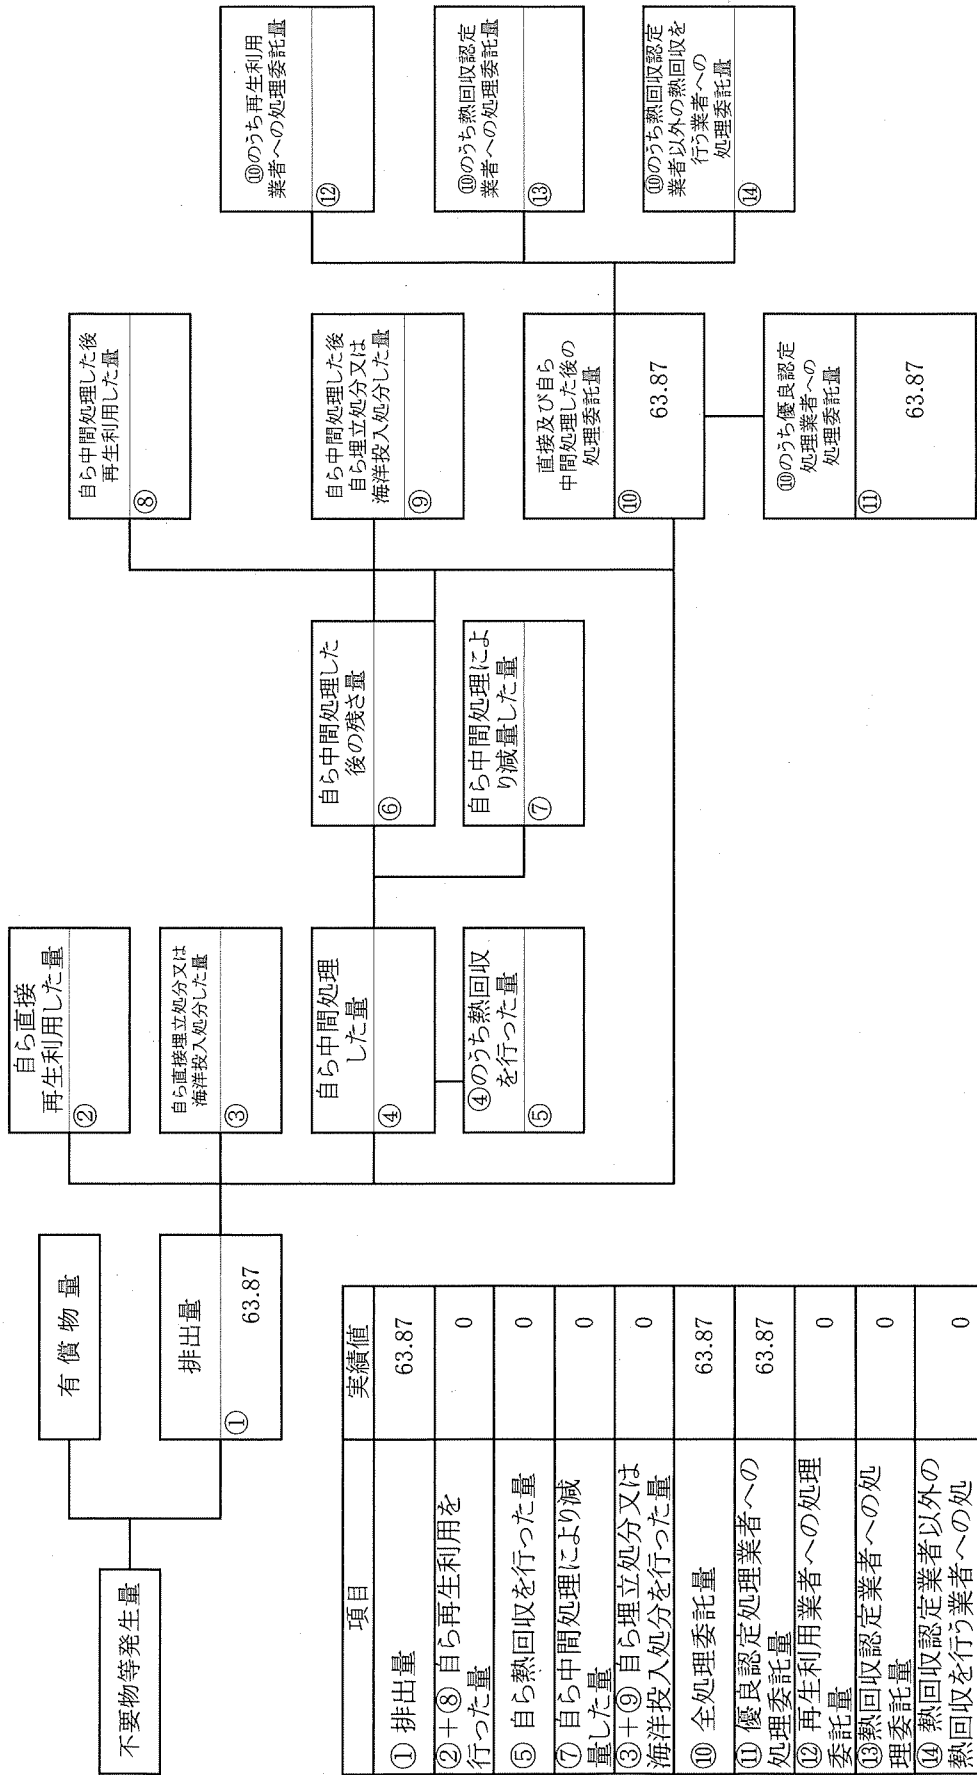 不要物等発生量
有償物量
排出量
①
63.87
自ら直接
再生利用した量
②
自ら直接埋立処分又は
海洋投入処分した量
③
自ら中間処理
した量
④
④のうち熱回収
を行った量
⑤
自ら中間処理した
後の残さ量
⑥
自ら中間処理によ
り減量した量
⑦
自ら中間処理した後
再生利用した量
⑧
自ら中間処理した後
自ら埋立処分又は
海洋投入処分した量
⑨
直接及び自ら
中間処理した後の
処理委託量
⑩
63.87
⑩のうち優良認定
処理業者への
処理委託量
⑪
63.87
⑩のうち再生利用
業者への処理委託量
⑫
⑩のうち熱回収認定
業者への処理委託量
⑬
⑩のうち熱回収認定
業者以外の熱回収を
行う業者への
処理委託量
⑭
項目 実績値
① 排出量 63.87
②+⑧ 自ら再生利用を
行った量 0
⑤ 自ら熱回収を行った量 0
⑦ 自ら中間処理により減
量した量 0
③+⑨ 自ら埋立処分又は
海洋投入処分を行った量 0
⑩ 全処理委託量 63.87
⑪ 優良認定処理業者への
処理委託量 63.87
⑫ 再生利用業者への処理
委託量 0
⑬熱回収認定業者への処
理委託量 0
⑭ 熱回収認定業者以外の
熱回収を行う業者への処 0